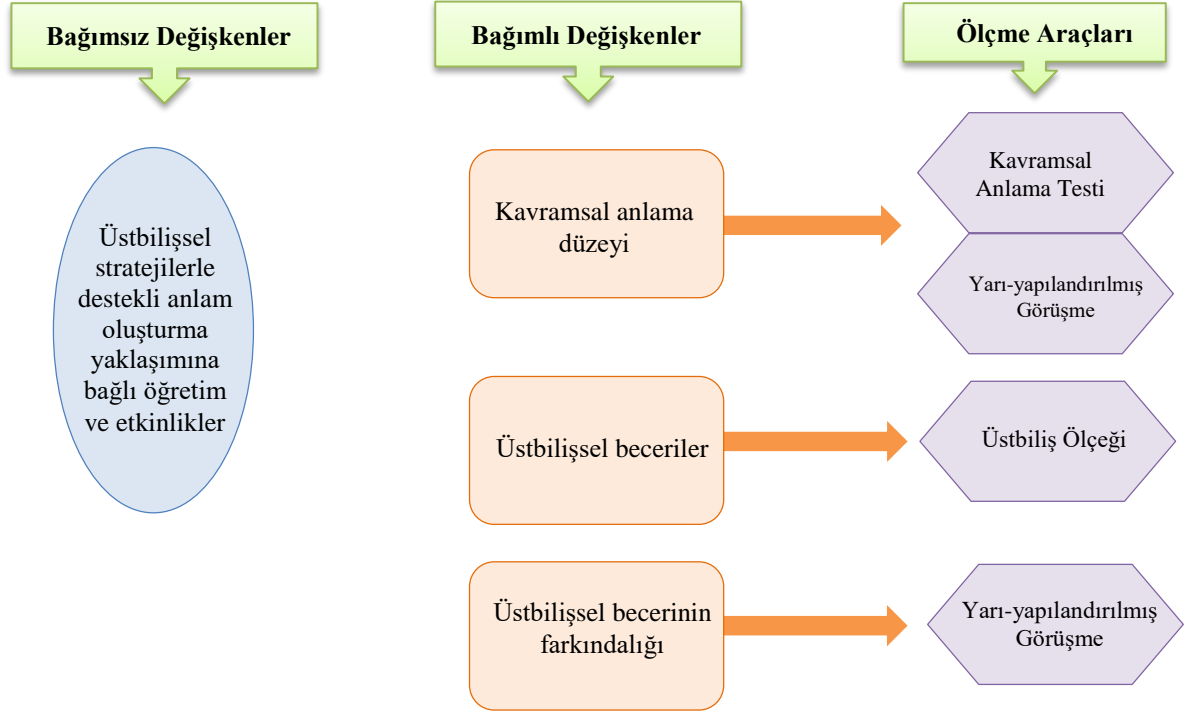 Bağımsız Değişkenler
Bağımlı Değişkenler
Ölçme Araçları
Üstbilişsel
stratejilerle
destekli anlam
oluşturma
yaklaşımına
bağlı öğretim
ve etkinlikler
Kavramsal anlama
düzeyi
Kavramsal
Anlama Testi
Yarı-yapılandırılmış
Görüşme
Üstbilişsel beceriler
Üstbiliş Ölçeği
Üstbilişsel becerinin
farkındalığı
Yarı-yapılandırılmış
Görüşme